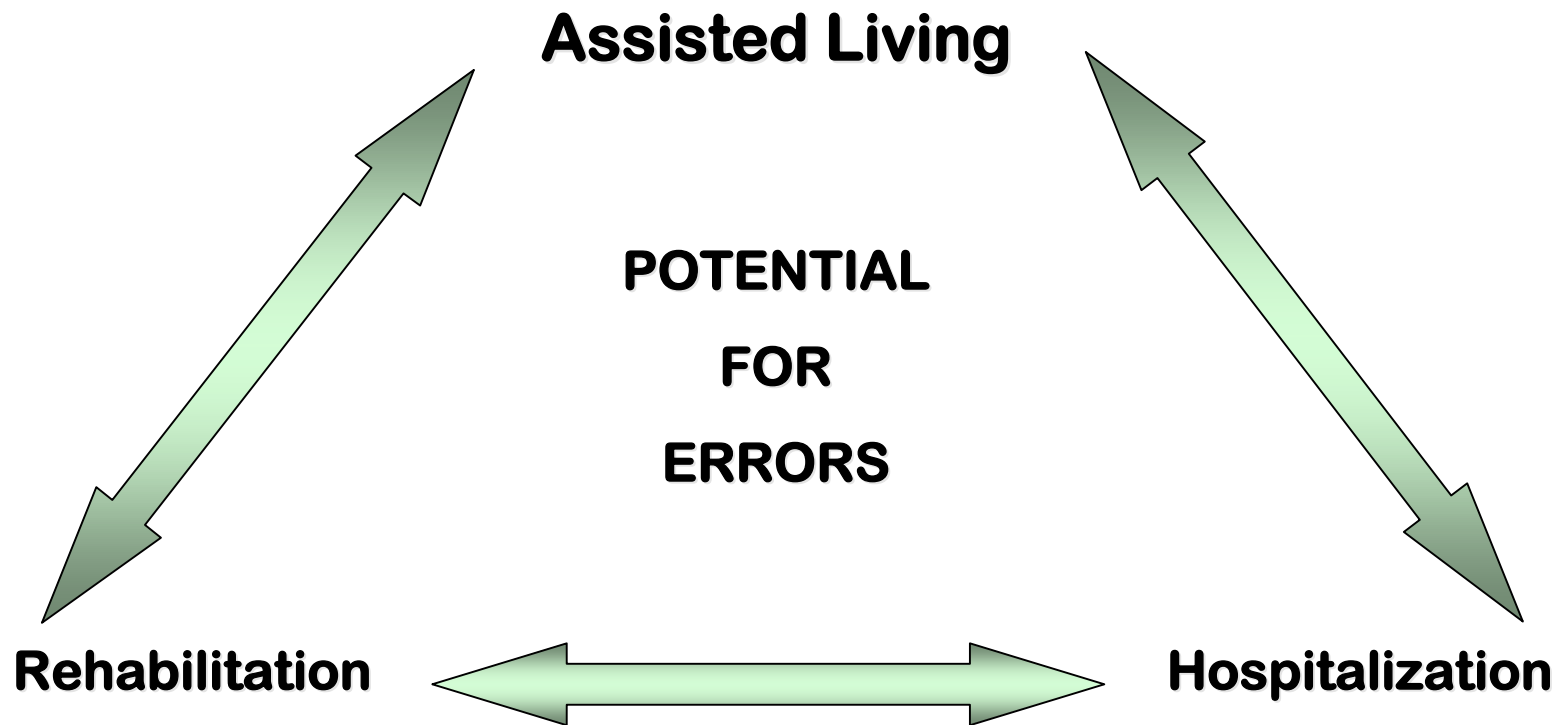 Assisted Living
POTENTIAL
FOR
ERRORS
Rehabilitation
Hospitalization